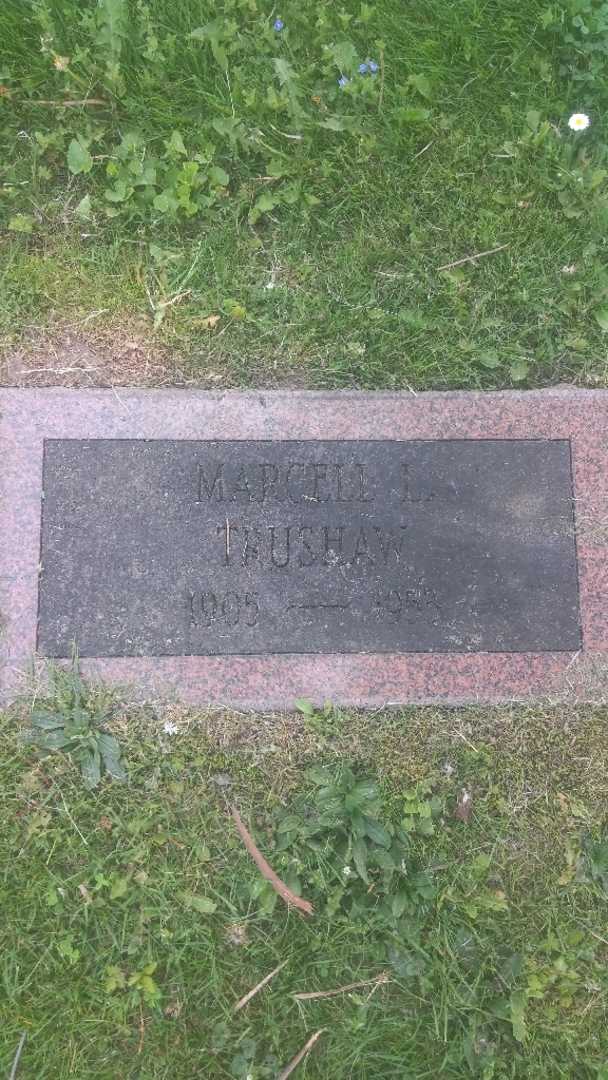 MARCELL L.
TRUSHAW
1905 — 1953